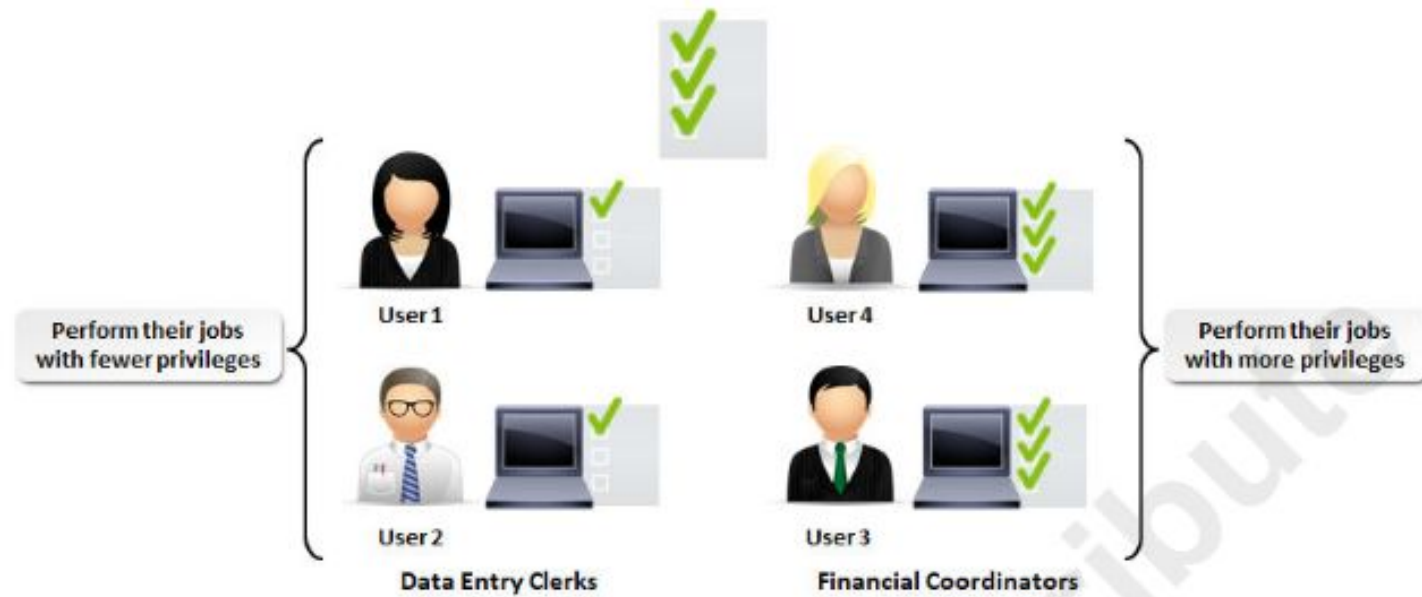 User 1
User 4
Perform their jobs
with fewer privileges
Perform their jobs
with more privileges
User 2
User 3
Data Entry Clerks
Financial Coordinators